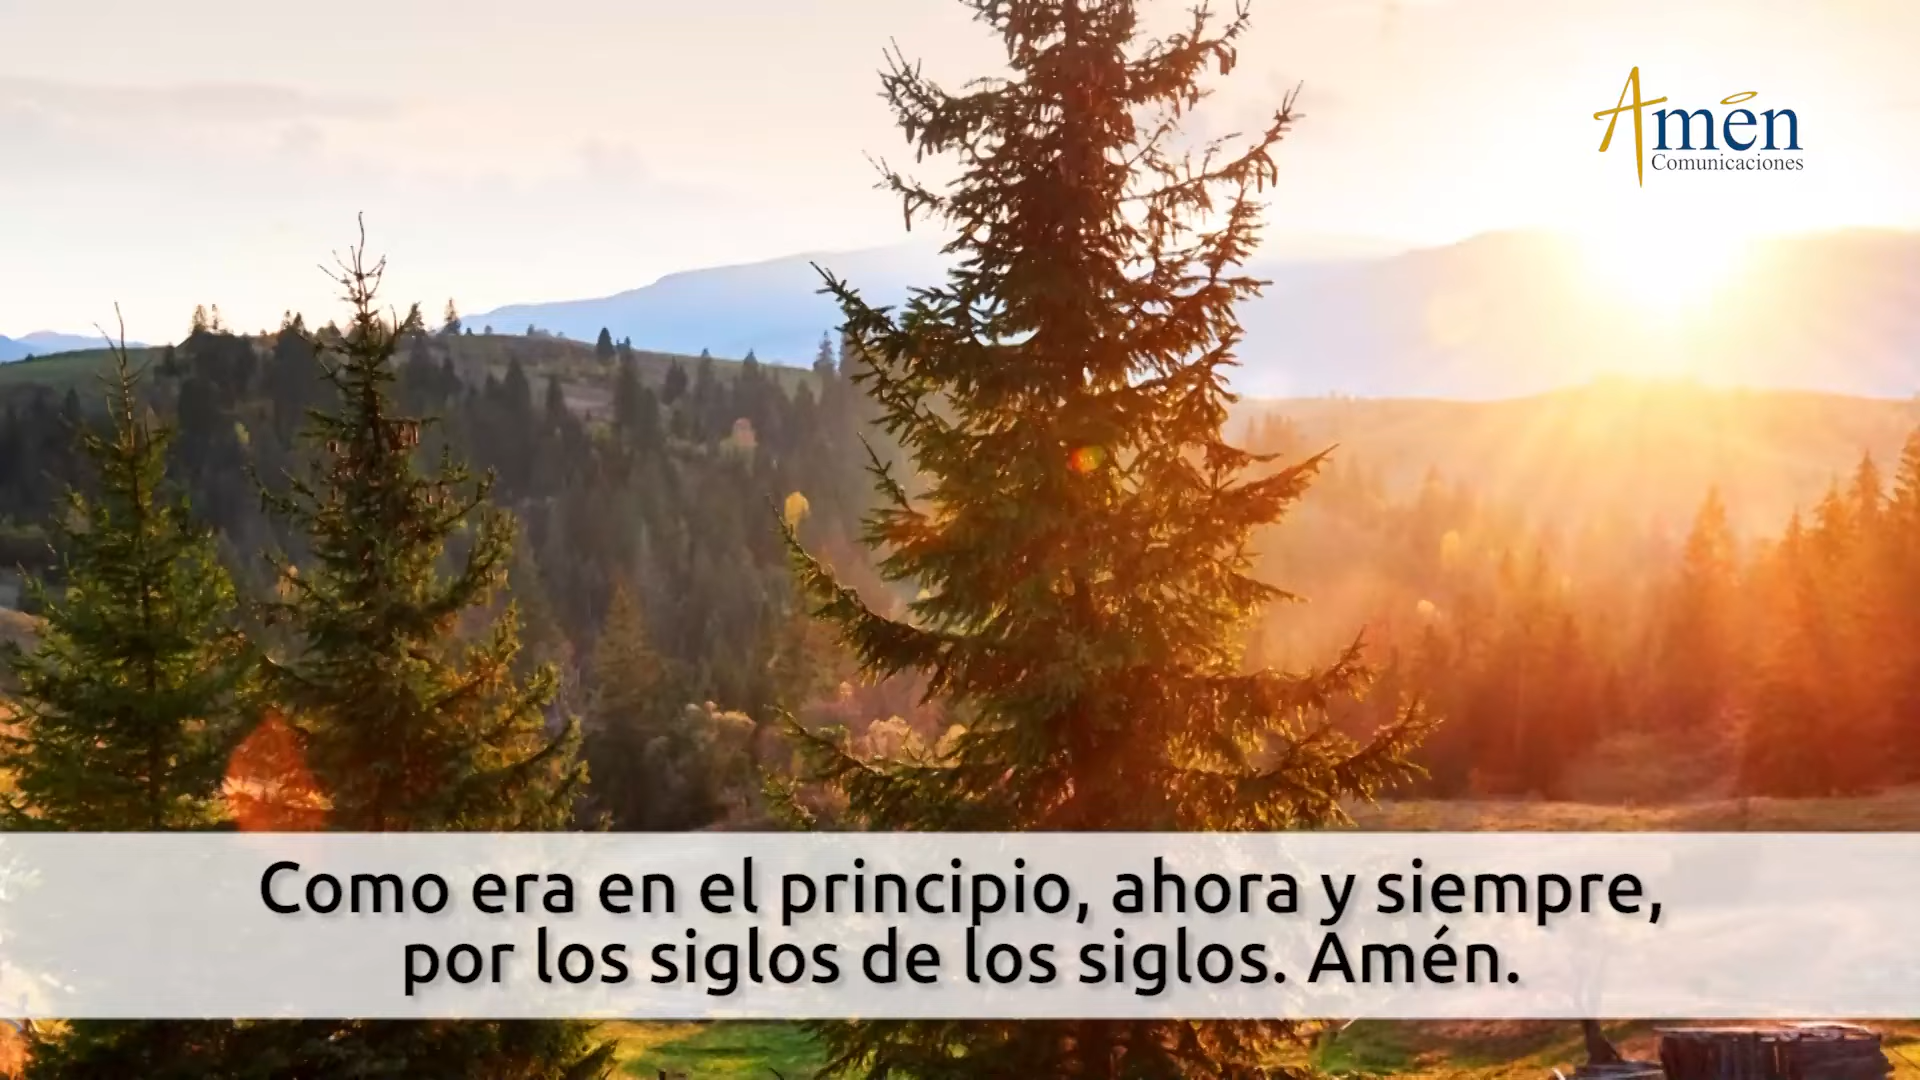 Amén
Comunicaciones
Como era en el principio, ahora y siempre,
por los siglos de los siglos. Amén.